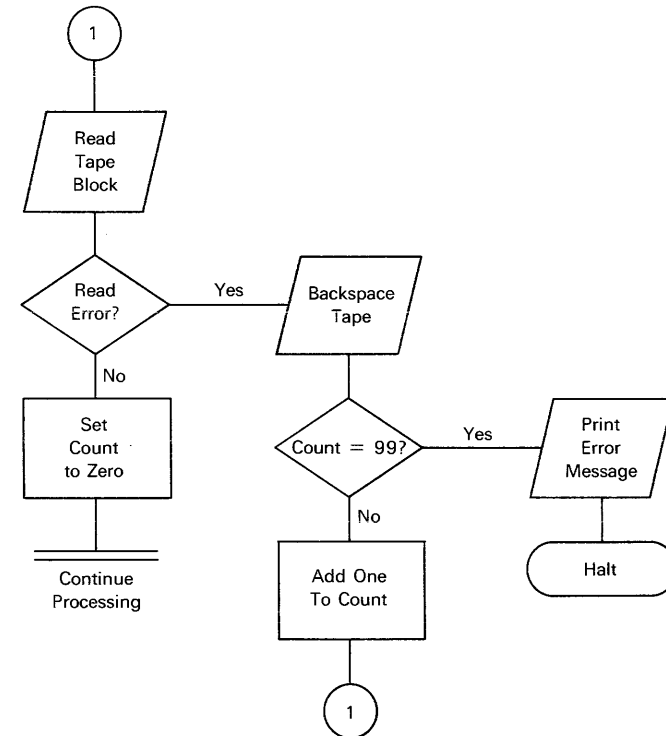 1
Read
Tape
Block
Read
Error?
Yes
No
Set
Count
to Zero
Continue
Processing
Backspace
Tape
Count = 99?
Yes
No
Add One
To Count
1
Print
Error
Message
Halt